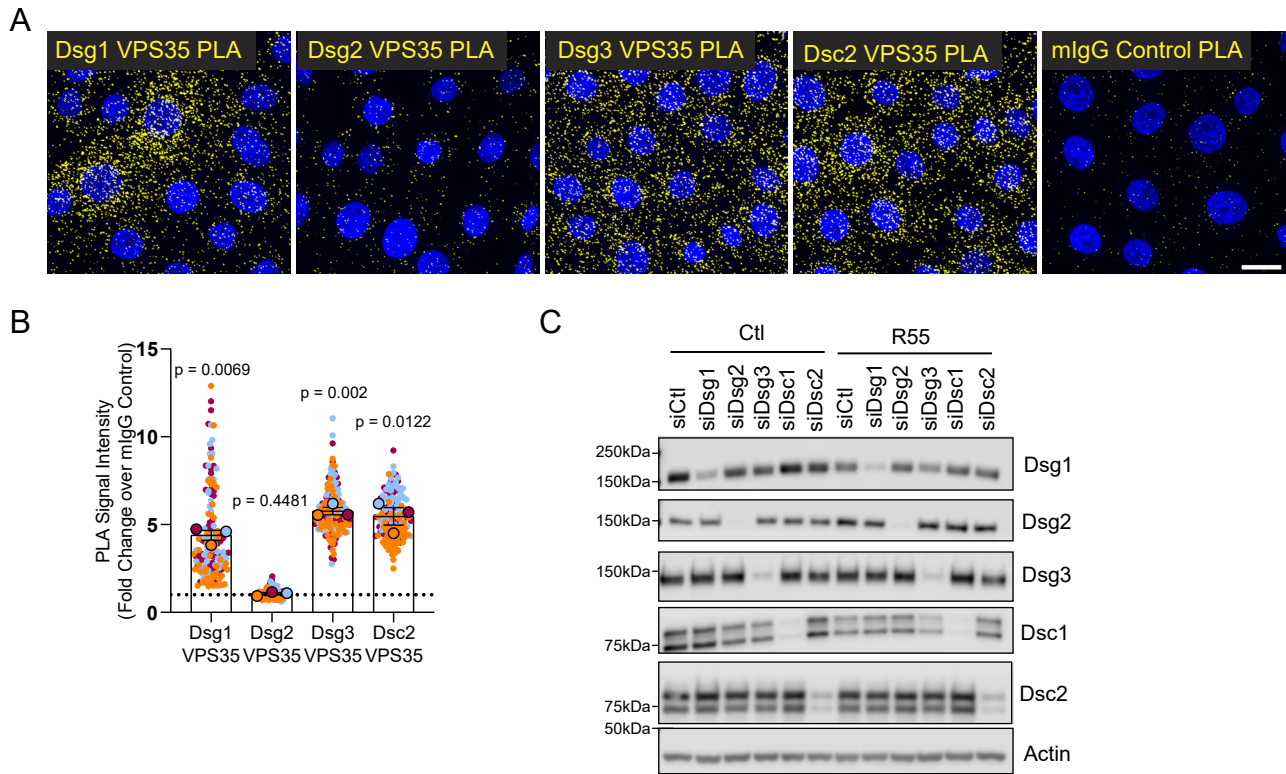 A
Dsg1 VPS35 PLA
Dsg2 VPS35 PLA
Dsg3 VPS35 PLA
Dsc2 VPS35 PLA
mIgG Control PLA
B
PLA Signal Intensity
(Fold Change over mIgG Control)
15
10
5
0
p = 0.0069
p = 0.4481
p = 0.002
p = 0.0122
Dsg1
VPS35
Dsg2
VPS35
Dsg3
VPS35
Dsc2
VPS35
C
Ctl
R55
siCtl
siDsg1
siDsg2
siDsg3
siDsc1
siDsc2
siCtl
siDsg1
siDsg2
siDsg3
siDsc1
siDsc2
250kDa
150kDa
Dsg1
150kDa
Dsg2
150kDa
Dsg3
75kDa
Dsc1
75kDa
Dsc2
50kDa
Actin